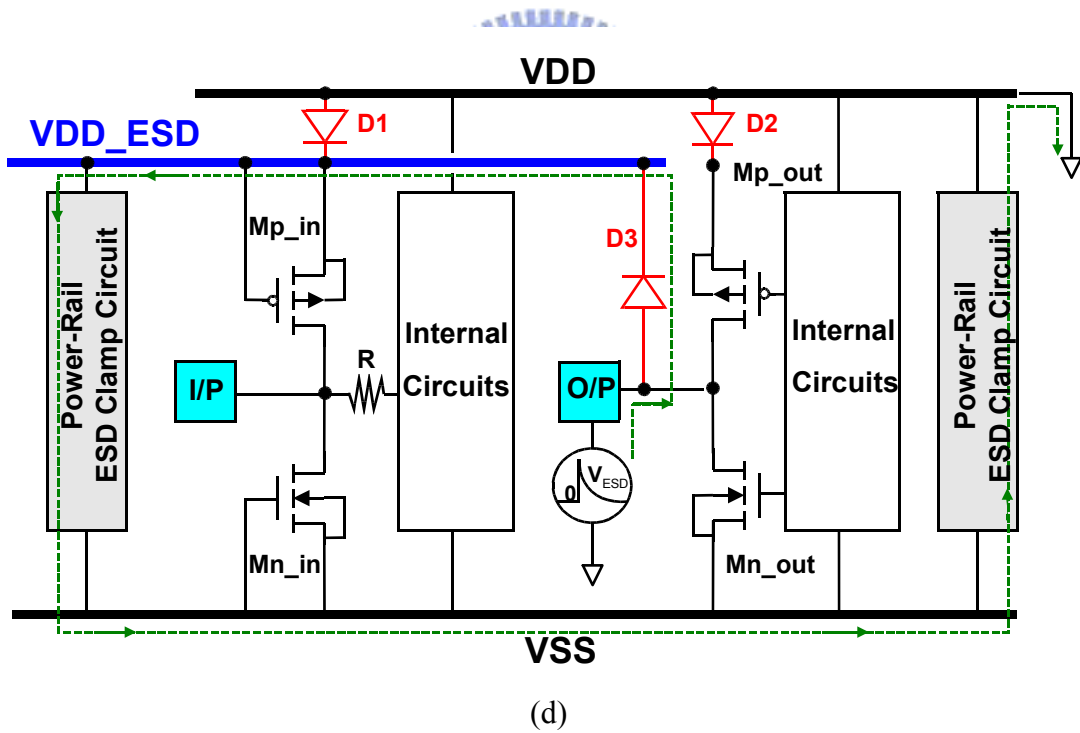 VDD
D1
D2
VDD_ESD
Mp_in
Mp_out
D3
Power-Rail
ESD Clamp Circuit
Internal
Circuits
Internal
Circuits
Power-Rail
ESD Clamp Circuit
R
I/P
O/P
0
VESD
Mn_in
Mn_out
VSS
(d)